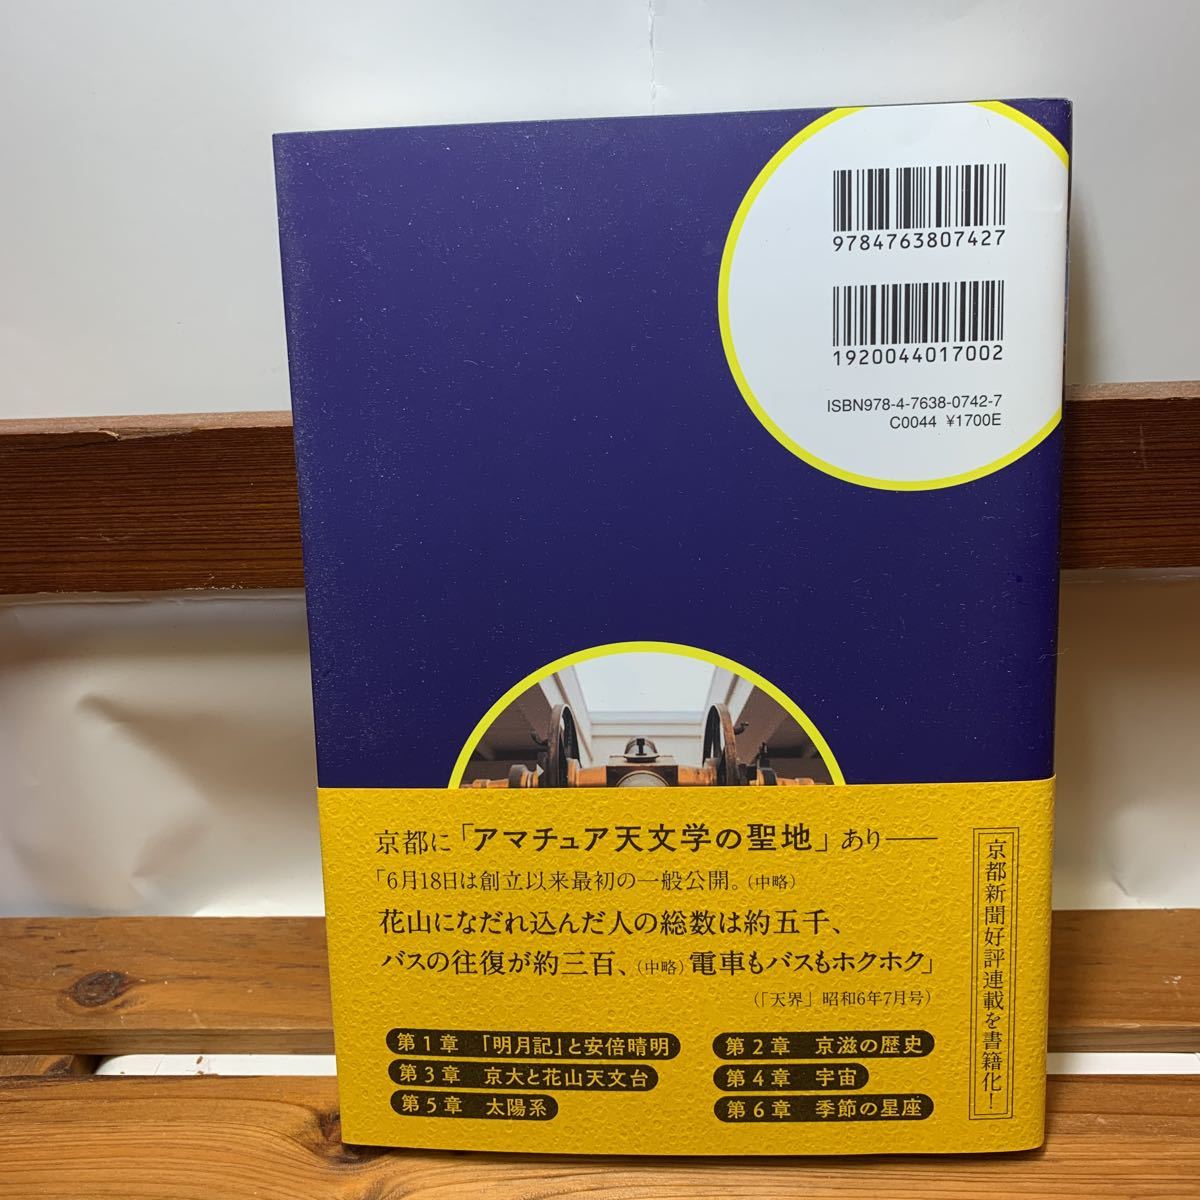 9784763807427
1920044017002
ISBN978-4-7638-0742-7
C0044 ¥1700E
京都に「アマチュア天文学の聖地」あり——
「6月18日は創立以来最初の一般公開。(中略)
花山になだれ込んだ人の総数は約五千、
バスの往復が約三百、(中略)電車もバスもホクホク」
(「天界」昭和6年7月号)
京都新聞好評連載を書籍化!
第1章 「明月記」と安倍晴明
第2章 京滋の歴史
第3章 京大と花山天文台
第4章 宇宙
第5章 太陽系
第6章 季節の星座